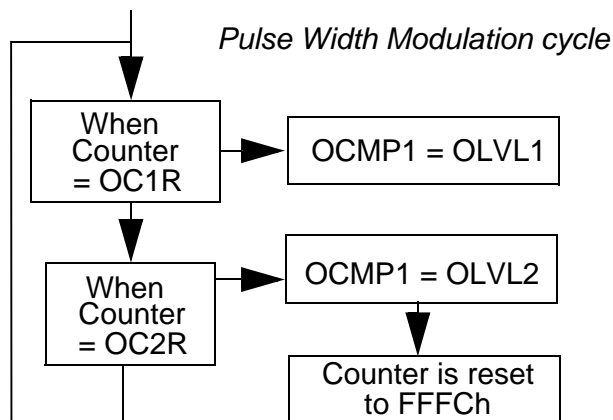 Pulse Width Modulation cycle
When
Counter
= OC1R
OCMP1 = OLVL1
When
Counter
= OC2R
OCMP1 = OLVL2
Counter is reset
to FFFCh